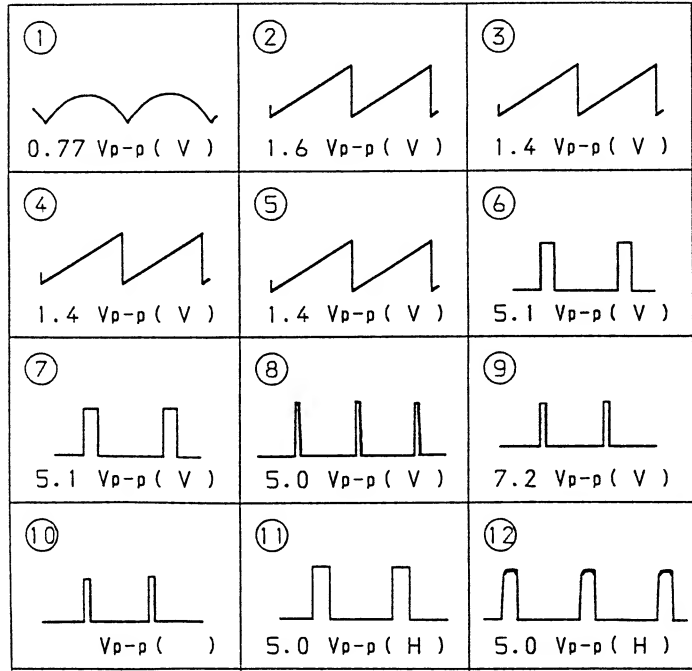 ① ② ③
0.77 Vp-p ( V ) 1.6 Vp-p ( V ) 1.4 Vp-p ( V )
④ ⑤ ⑥
1.4 Vp-p ( V ) 1.4 Vp-p ( V ) 5.1 Vp-p ( V )
⑦ ⑧ ⑨
5.1 Vp-p ( V ) 5.0 Vp-p ( V ) 7.2 Vp-p ( V )
⑩ ⑪ ⑫
Vp-p ( ) 5.0 Vp-p ( H ) 5.0 Vp-p ( H )